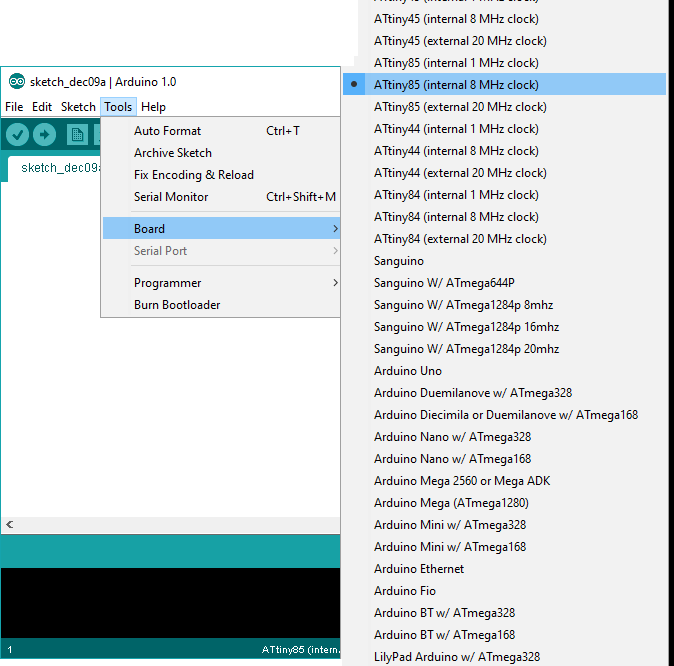 sketch_dec09a | Arduino 1.0
File Edit Sketch Tools Help
sketch_dec09a
Auto Format Ctrl+T
Archive Sketch
Fix Encoding & Reload
Serial Monitor Ctrl+Shift+M
Board
Serial Port
Programmer
Burn Bootloader
ATtiny45 (internal 8 MHz clock)
ATtiny45 (external 20 MHz clock)
ATtiny85 (internal 1 MHz clock)
ATtiny85 (internal 8 MHz clock)
ATtiny85 (external 20 MHz clock)
ATtiny44 (internal 1 MHz clock)
ATtiny44 (internal 8 MHz clock)
ATtiny44 (external 20 MHz clock)
ATtiny84 (internal 1 MHz clock)
ATtiny84 (internal 8 MHz clock)
ATtiny84 (external 20 MHz clock)
Sanguino
Sanguino W/ ATmega644P
Sanguino W/ ATmega1284p 8mhz
Sanguino W/ ATmega1284p 16mhz
Sanguino W/ ATmega1284p 20mhz
Arduino Uno
Arduino Duemilanove w/ ATmega328
Arduino Diecimila or Duemilanove w/ ATmega168
Arduino Nano w/ ATmega328
Arduino Nano w/ ATmega168
Arduino Mega 2560 or Mega ADK
Arduino Mega (ATmega1280)
Arduino Mini w/ ATmega328
Arduino Mini w/ ATmega168
Arduino Ethernet
Arduino Fio
Arduino BT w/ ATmega328
Arduino BT w/ ATmega168
LilyPad Arduino w/ ATmega328
1 ATtiny85 (intern